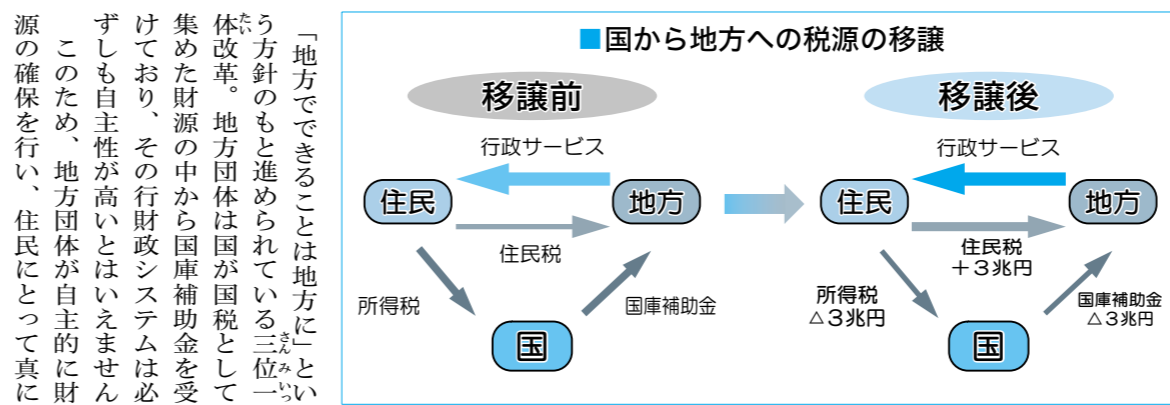 「地方でできることは地方に」とい
う方針のもと進められている三位一
体改革。地方団体は国が国税として
集めた財源の中から国庫補助金を受
けており、その行財政システムは必
ずしも自主性が高いとはいえません
このため、地方団体が自主的に財
源の確保を行い、住民にとって真に
さんみいっ
たい
■国から地方への税源の移譲
移譲前
行政サービス
住民
地方
住民税
所得税
国庫補助金
国
移譲後
行政サービス
住民
地方
住民税
+3兆円
所得税
△3兆円
国庫補助金
△3兆円
国